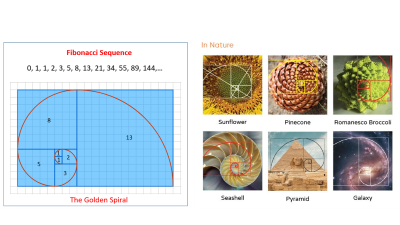 Fibonacci Sequence
0, 1, 1, 2, 3, 5, 8, 13, 21, 34, 55, 89, 144,...
8
13
1
2
1
5
3
The Golden Spiral
In Nature
Sunflower
Pinecone
Romanesco Broccoli
Seashell
Pyramid
Galaxy